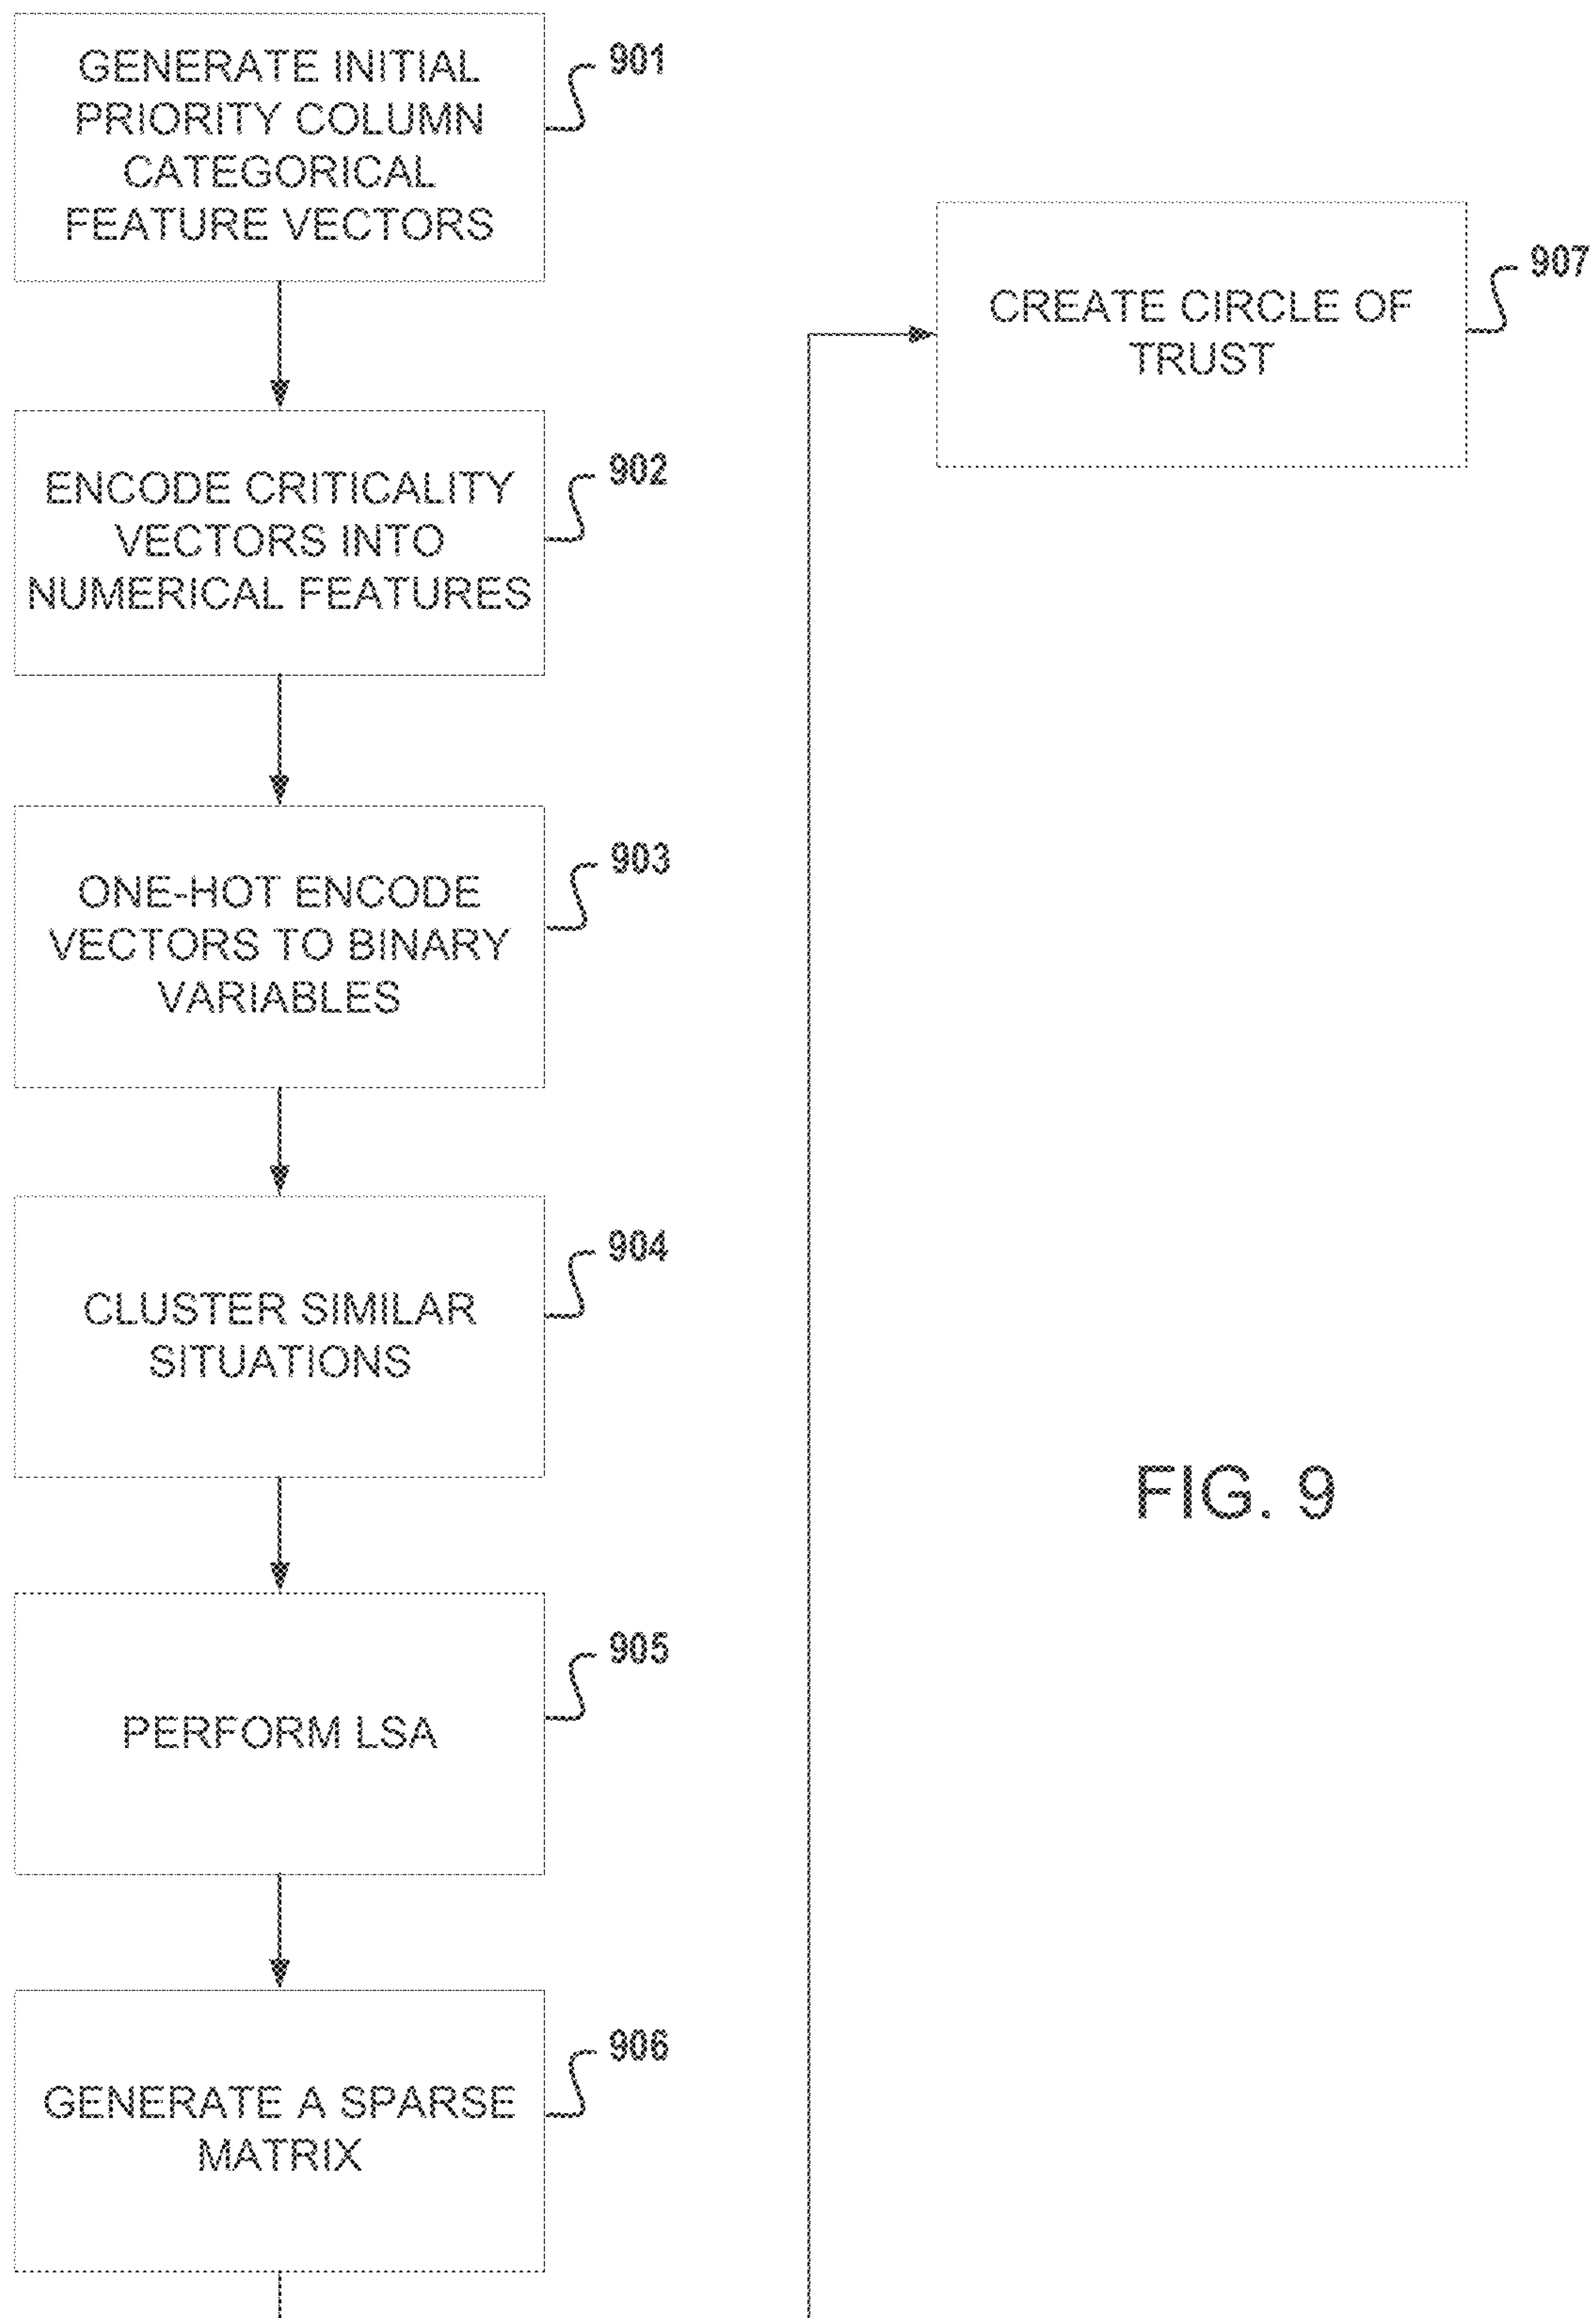 GENERATE INITIAL
PRIORITY COLUMN
CATEGORICAL
FEATURE VECTORS
901
ENCODE CRITICALITY
VECTORS INTO
NUMERICAL FEATURES
902
ONE-HOT ENCODE
VECTORS TO BINARY
VARIABLES
903
CLUSTER SIMILAR
SITUATIONS
904
PERFORM LSA
905
GENERATE A SPARSE
MATRIX
906
CREATE CIRCLE OF
TRUST
907
FIG. 9